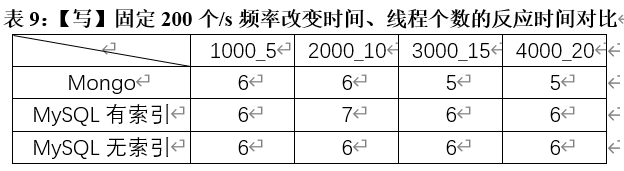 表 9：【写】固定 200 个/s 频率改变时间、线程个数的反应时间对比
1000_5 2000_10 3000_15 4000_20
Mongo 6 6 5 5
MySQL 有索引 6 7 6 6
MySQL 无索引 6 6 6 6